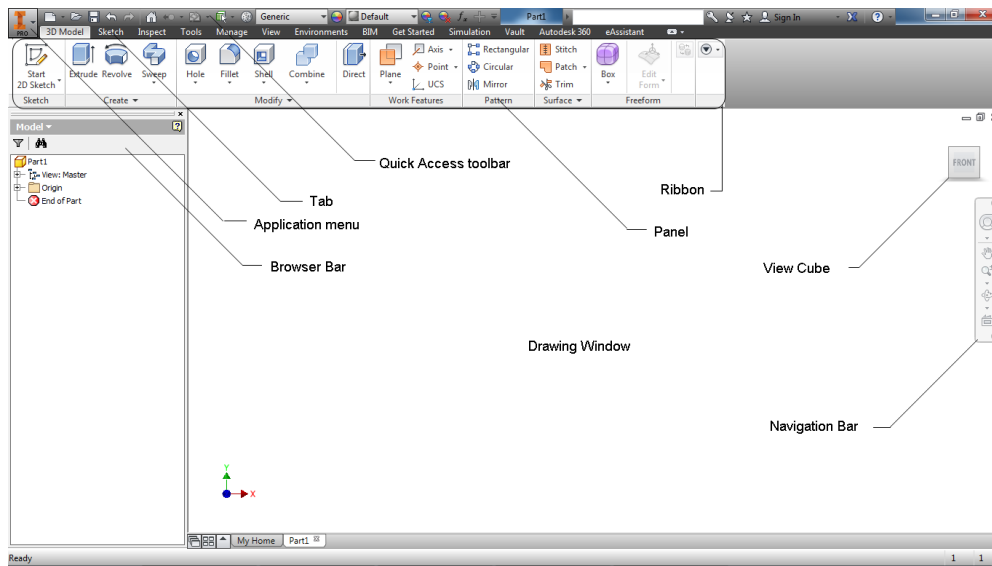 PRO
Generic
Default
Part1
Sign In
3D Model Sketch Inspect Tools Manage View Environments BIM Get Started Simulation Vault Autodesk 360 eAssistant
Start
2D Sketch
Extrude Revolve Sweep
Hole Fillet Shell Combine Direct
Plane
Axis
Point
UCS
Rectangular
Circular
Mirror
Stitch
Patch
Trim
Box
Edit
Form
Sketch Create Modify Work Features Pattern Surface Freeform
Model
Part1
View: Master
Origin
End of Part
Quick Access toolbar
Tab
Application menu
Browser Bar
Ribbon
Panel
FRONT
View Cube
Drawing Window
Navigation Bar
Y
X
My Home Part1
Ready
1 1